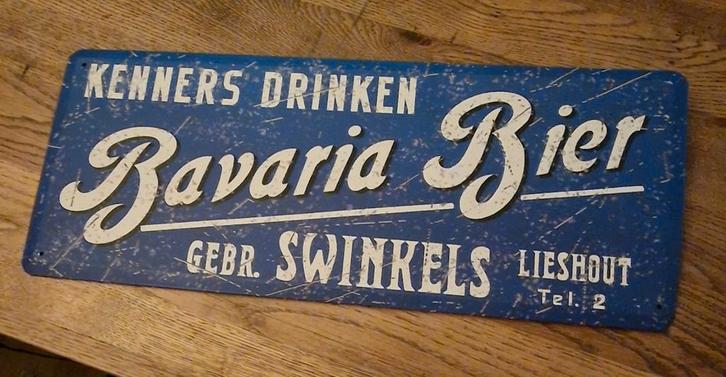 KENNERS DRINKEN
Bavaria Bier
GEBR. SWINKELS LIESHOUT
Tel. 2